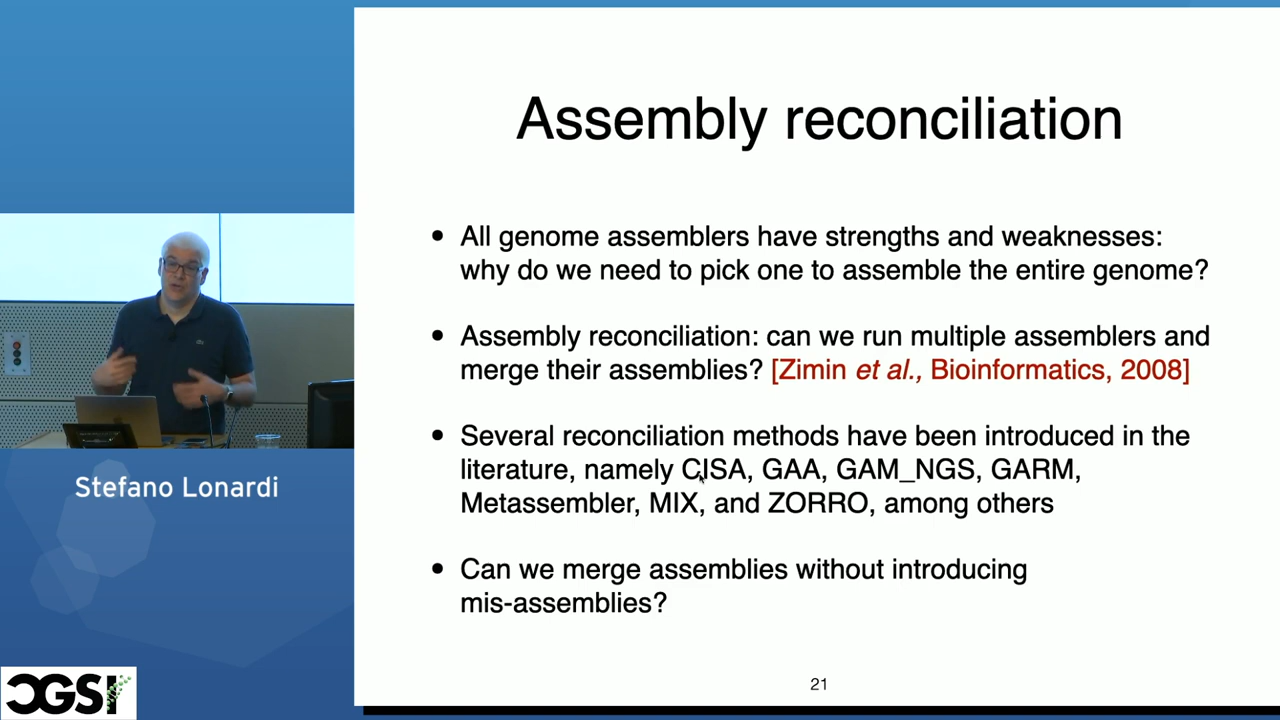 Assembly reconciliation
• All genome assemblers have strengths and weaknesses:
why do we need to pick one to assemble the entire genome?
• Assembly reconciliation: can we run multiple assemblers and
merge their assemblies? [Zimin et al., Bioinformatics, 2008]
• Several reconciliation methods have been introduced in the
literature, namely CISA, GAA, GAM_NGS, GARM,
Metassembler, MIX, and ZORRO, among others
• Can we merge assemblies without introducing
mis-assemblies?
21
Stefano Lonardi
CGSI